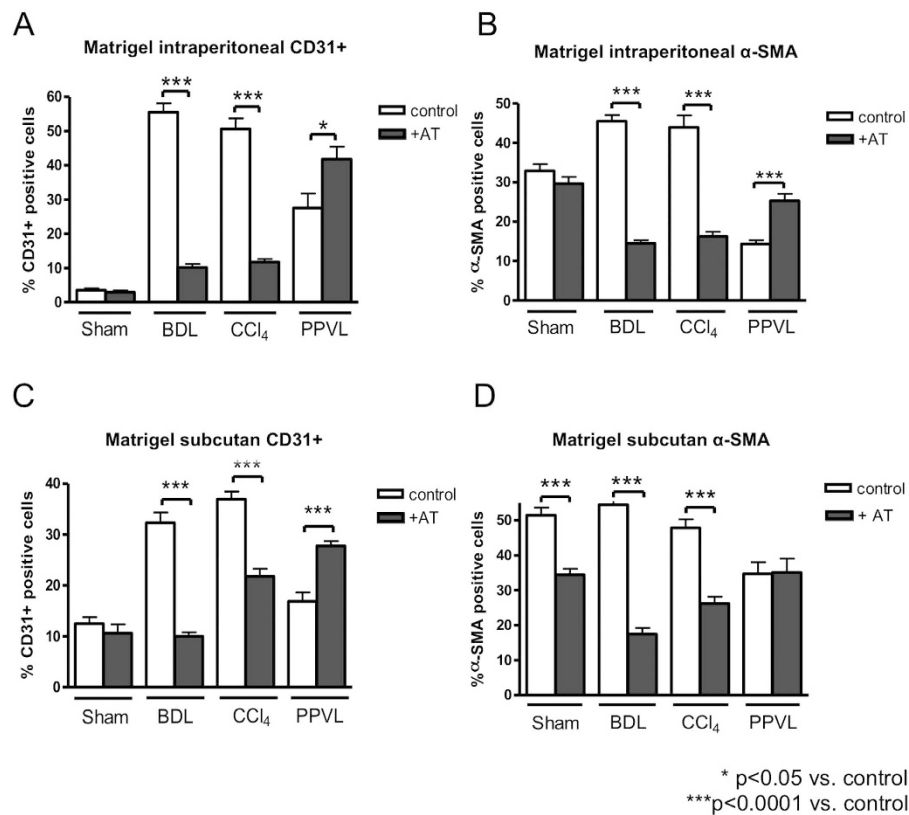 A
Matrigel intraperitoneal CD31+
% CD31+ positive cells
60
50
40
30
20
10
0
***
***
*
control
+AT
Sham BDL CCl₄ PPVL
B
Matrigel intraperitoneal α-SMA
% α-SMA positive cells
50
40
30
20
10
0
***
***
***
control
+AT
Sham BDL CCl₄ PPVL
C
Matrigel subcutan CD31+
% CD31+ positive cells
40
30
20
10
0
***
***
***
control
+AT
Sham BDL CCl₄ PPVL
D
Matrigel subcutan α-SMA
%α-SMA positive cells
50
40
30
20
10
0
***
***
***
control
+ AT
Sham BDL CCl₄ PPVL
* p<0.05 vs. control
***p<0.0001 vs. control